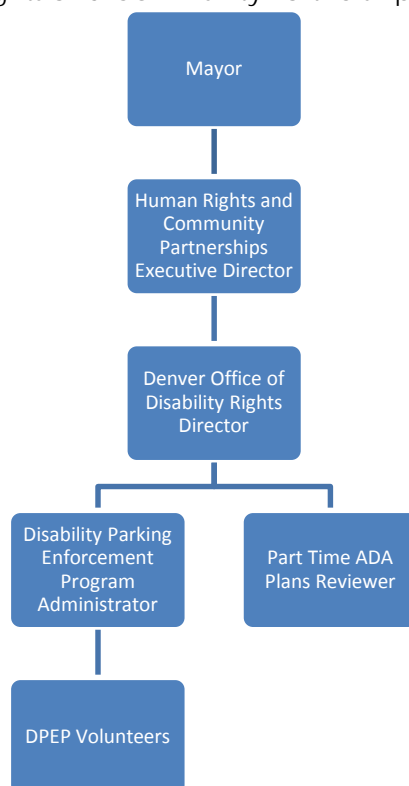 Mayor
Human Rights and
Community
Partnerships
Executive Director
Denver Office of
Disability Rights
Director
Disability Parking
Enforcement
Program
Administrator
Part Time ADA
Plans Reviewer
DPEP Volunteers